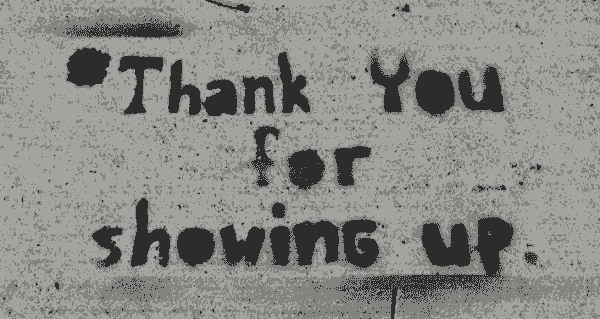 Thank You
for
showing up.